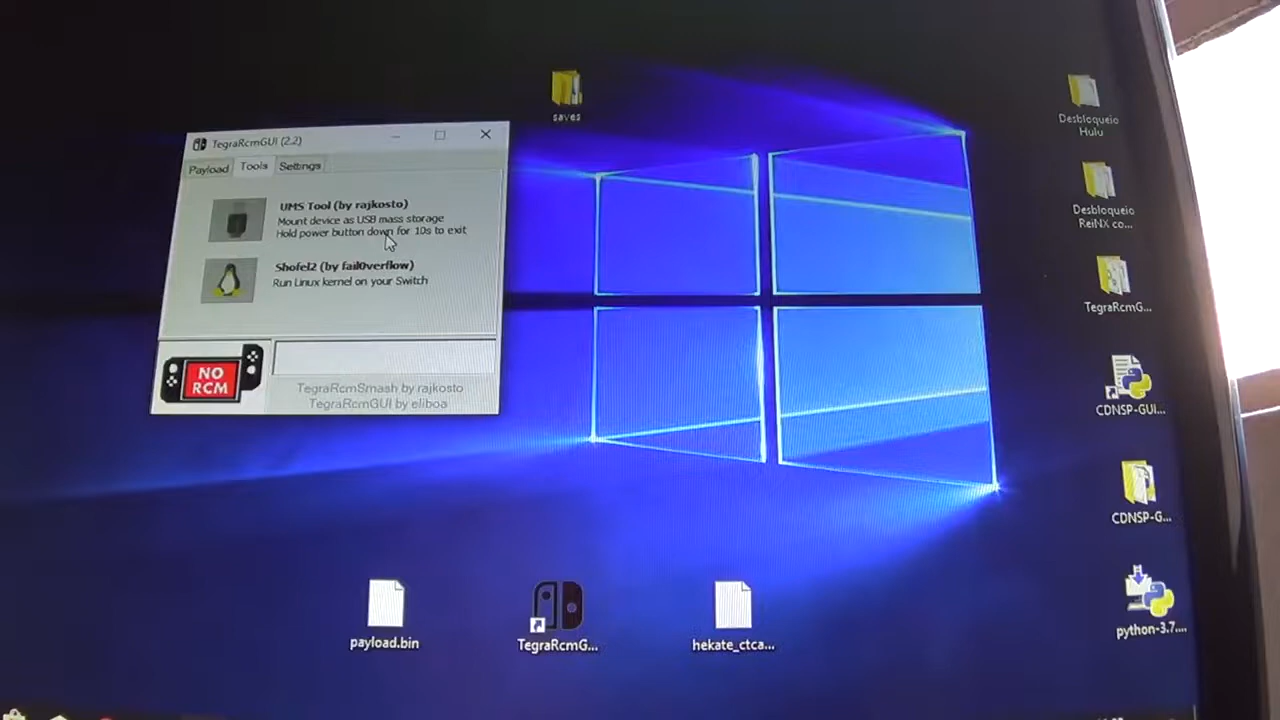 saves
Desbloqueio
Hulu
TegraRcmGUI (2.2)
Payload Tools Settings
UMS Tool (by rajkosto)
Mount device as USB mass storage
Hold power button down for 10s to exit
Desbloqueio
ReiNX co...
Shofel2 (by fail0verflow)
Run Linux kernel on your Switch
TegraRcmG...
NO
RCM
TegraRcmSmash by rajkosto
TegraRcmGUI by eliboa
CDNSP-GUI...
CDNSP-G...
python-3.7....
payload.bin
TegraRcmG...
hekate_ctca...